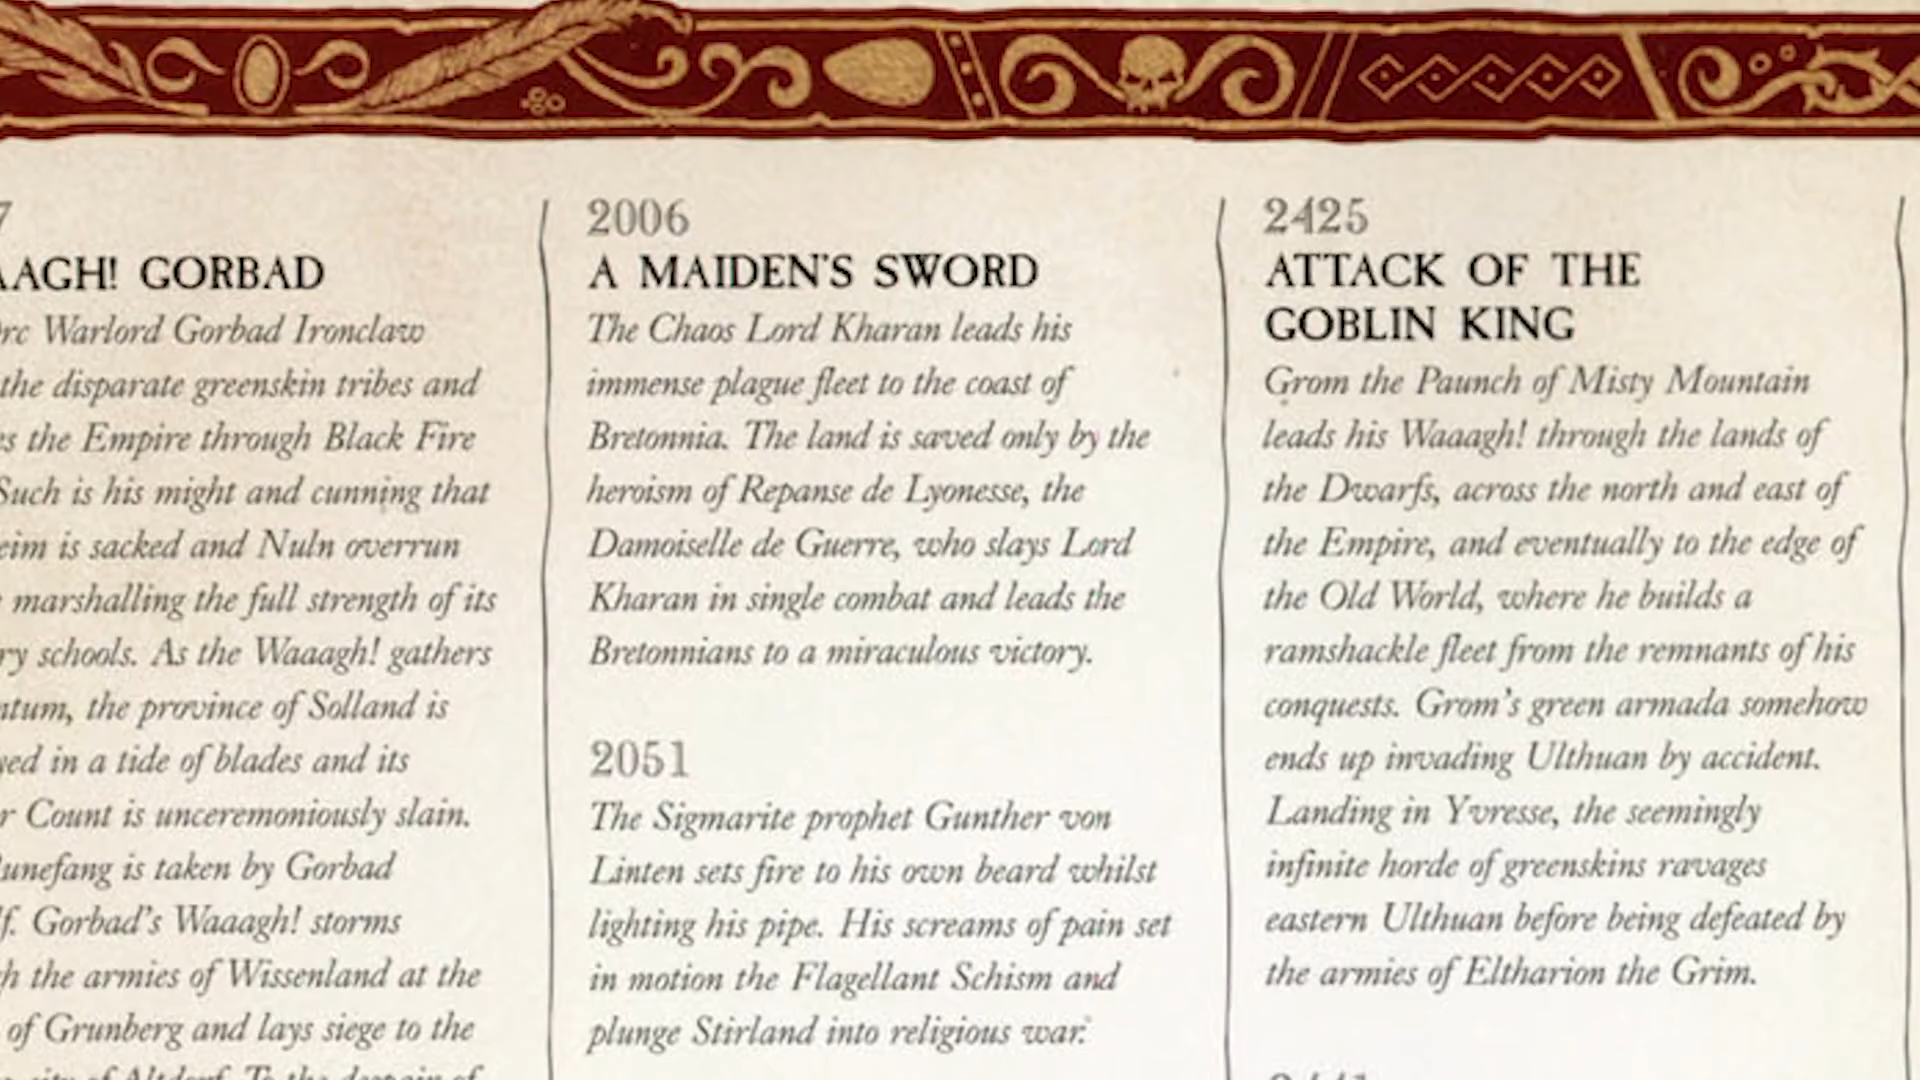 7
AAGH! GORBAD
rc Warlord Gorbad Ironclaw
the disparate greenskin tribes and
es the Empire through Black Fire
Such is his might and cunning that
eim is sacked and Nuln overrun
marshalling the full strength of its
ry schools. As the Waaagh! gathers
ntum, the province of Solland is
yed in a tide of blades and its
r Count is unceremoniously slain.
unefang is taken by Gorbad
lf. Gorbad's Waaagh! storms
h the armies of Wissenland at the
of Grunberg and lays siege to the
city of Altdorf. To the despair of
2006
A MAIDEN'S SWORD
The Chaos Lord Kharan leads his
immense plague fleet to the coast of
Bretonnia. The land is saved only by the
heroism of Repanse de Lyonesse, the
Damoiselle de Guerre, who slays Lord
Kharan in single combat and leads the
Bretonnians to a miraculous victory.
2051
The Sigmarite prophet Gunther von
Linten sets fire to his own beard whilst
lighting his pipe. His screams of pain set
in motion the Flagellant Schism and
plunge Stirland into religious war.
2425
ATTACK OF THE
GOBLIN KING
Grom the Paunch of Misty Mountain
leads his Waaagh! through the lands of
the Dwarfs, across the north and east of
the Empire, and eventually to the edge of
the Old World, where he builds a
ramshackle fleet from the remnants of his
conquests. Grom's green armada somehow
ends up invading Ulthuan by accident.
Landing in Yvresse, the seemingly
infinite horde of greenskins ravages
eastern Ulthuan before being defeated by
the armies of Eltharion the Grim.